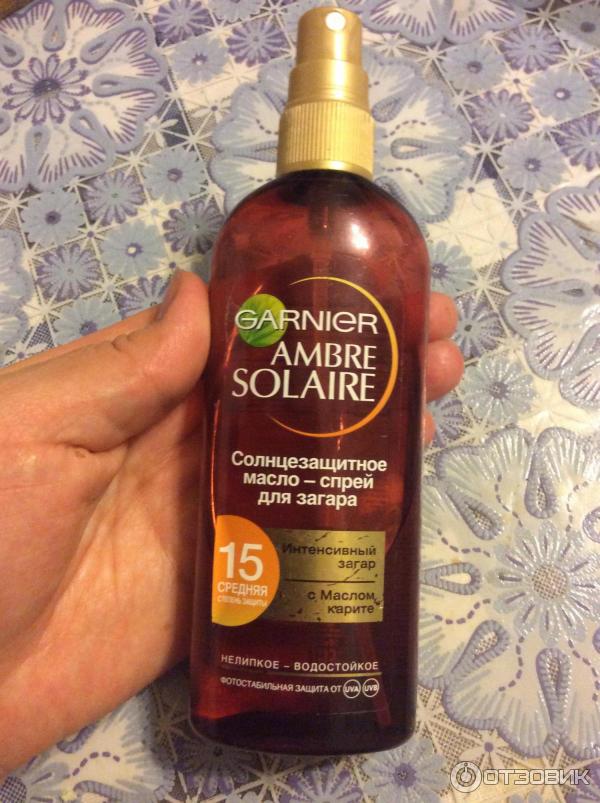 GARNIER
AMBRE
SOLAIRE
Солнцезащитное
масло – спрей
для загара
15
СРЕДНЯЯ
СТЕПЕНЬ ЗАЩИТЫ
Интенсивный
загар
с Маслом
карите
НЕЛИПКОЕ – ВОДОСТОЙКОЕ
ФОТОСТАБИЛЬНАЯ ЗАЩИТА ОТ UVA UVB
ОТЗОВИК